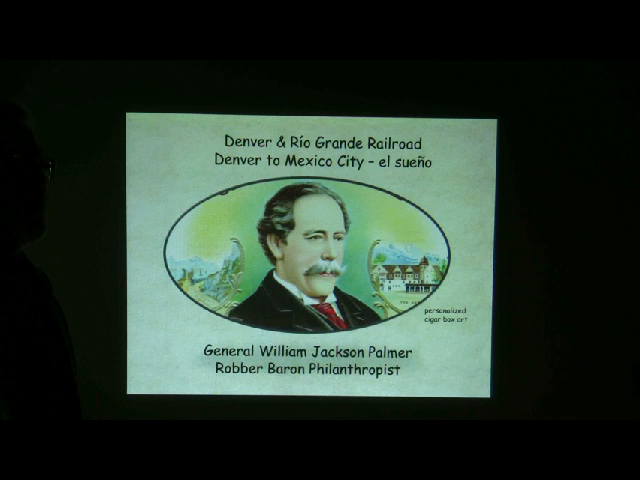 Denver & Río Grande Railroad
Denver to Mexico City - el sueño
personalized
cigar box art
General William Jackson Palmer
Robber Baron Philanthropist